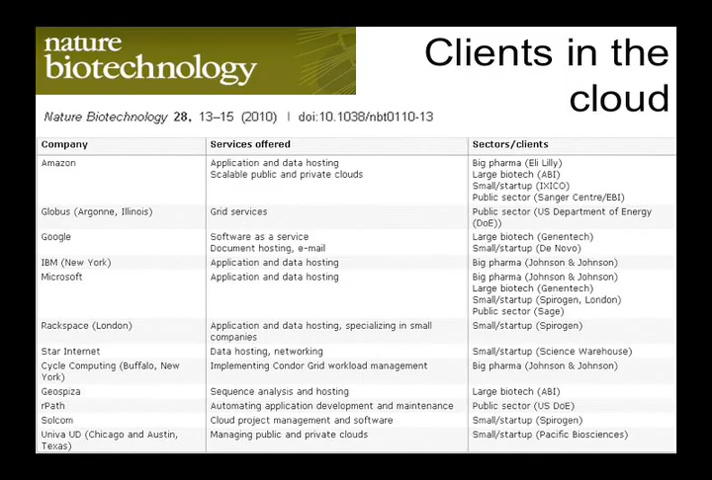 nature
biotechnology
Clients in the
cloud
Nature Biotechnology 28, 13–15 (2010) | doi:10.1038/nbt0110-13
Company Services offered Sectors/clients
Amazon Application and data hosting Big pharma (Eli Lilly)
Scalable public and private clouds Large biotech (ABI)
Small/startup (IXICO)
Public sector (Sanger Centre/EBI)
Globus (Argonne, Illinois) Grid services Public sector (US Department of Energy
(DoE))
Google Software as a service Large biotech (Genentech)
Document hosting, e-mail Small/startup (De Novo)
IBM (New York) Application and data hosting Big pharma (Johnson & Johnson)
Microsoft Application and data hosting Big pharma (Johnson & Johnson)
Large biotech (Genentech)
Small/startup (Spirogen, London)
Public sector (Sage)
Rackspace (London) Application and data hosting, specializing in small Small/startup (Spirogen)
companies
Star Internet Data hosting, networking Small/startup (Science Warehouse)
Cycle Computing (Buffalo, New Implementing Condor Grid workload management Big pharma (Johnson & Johnson)
York)
Geospiza Sequence analysis and hosting Large biotech (ABI)
rPath Automating application development and maintenance Public sector (US DoE)
Solcom Cloud project management and software Small/startup (Spirogen)
Univa UD (Chicago and Austin, Managing public and private clouds Small/startup (Pacific Biosciences)
Texas)